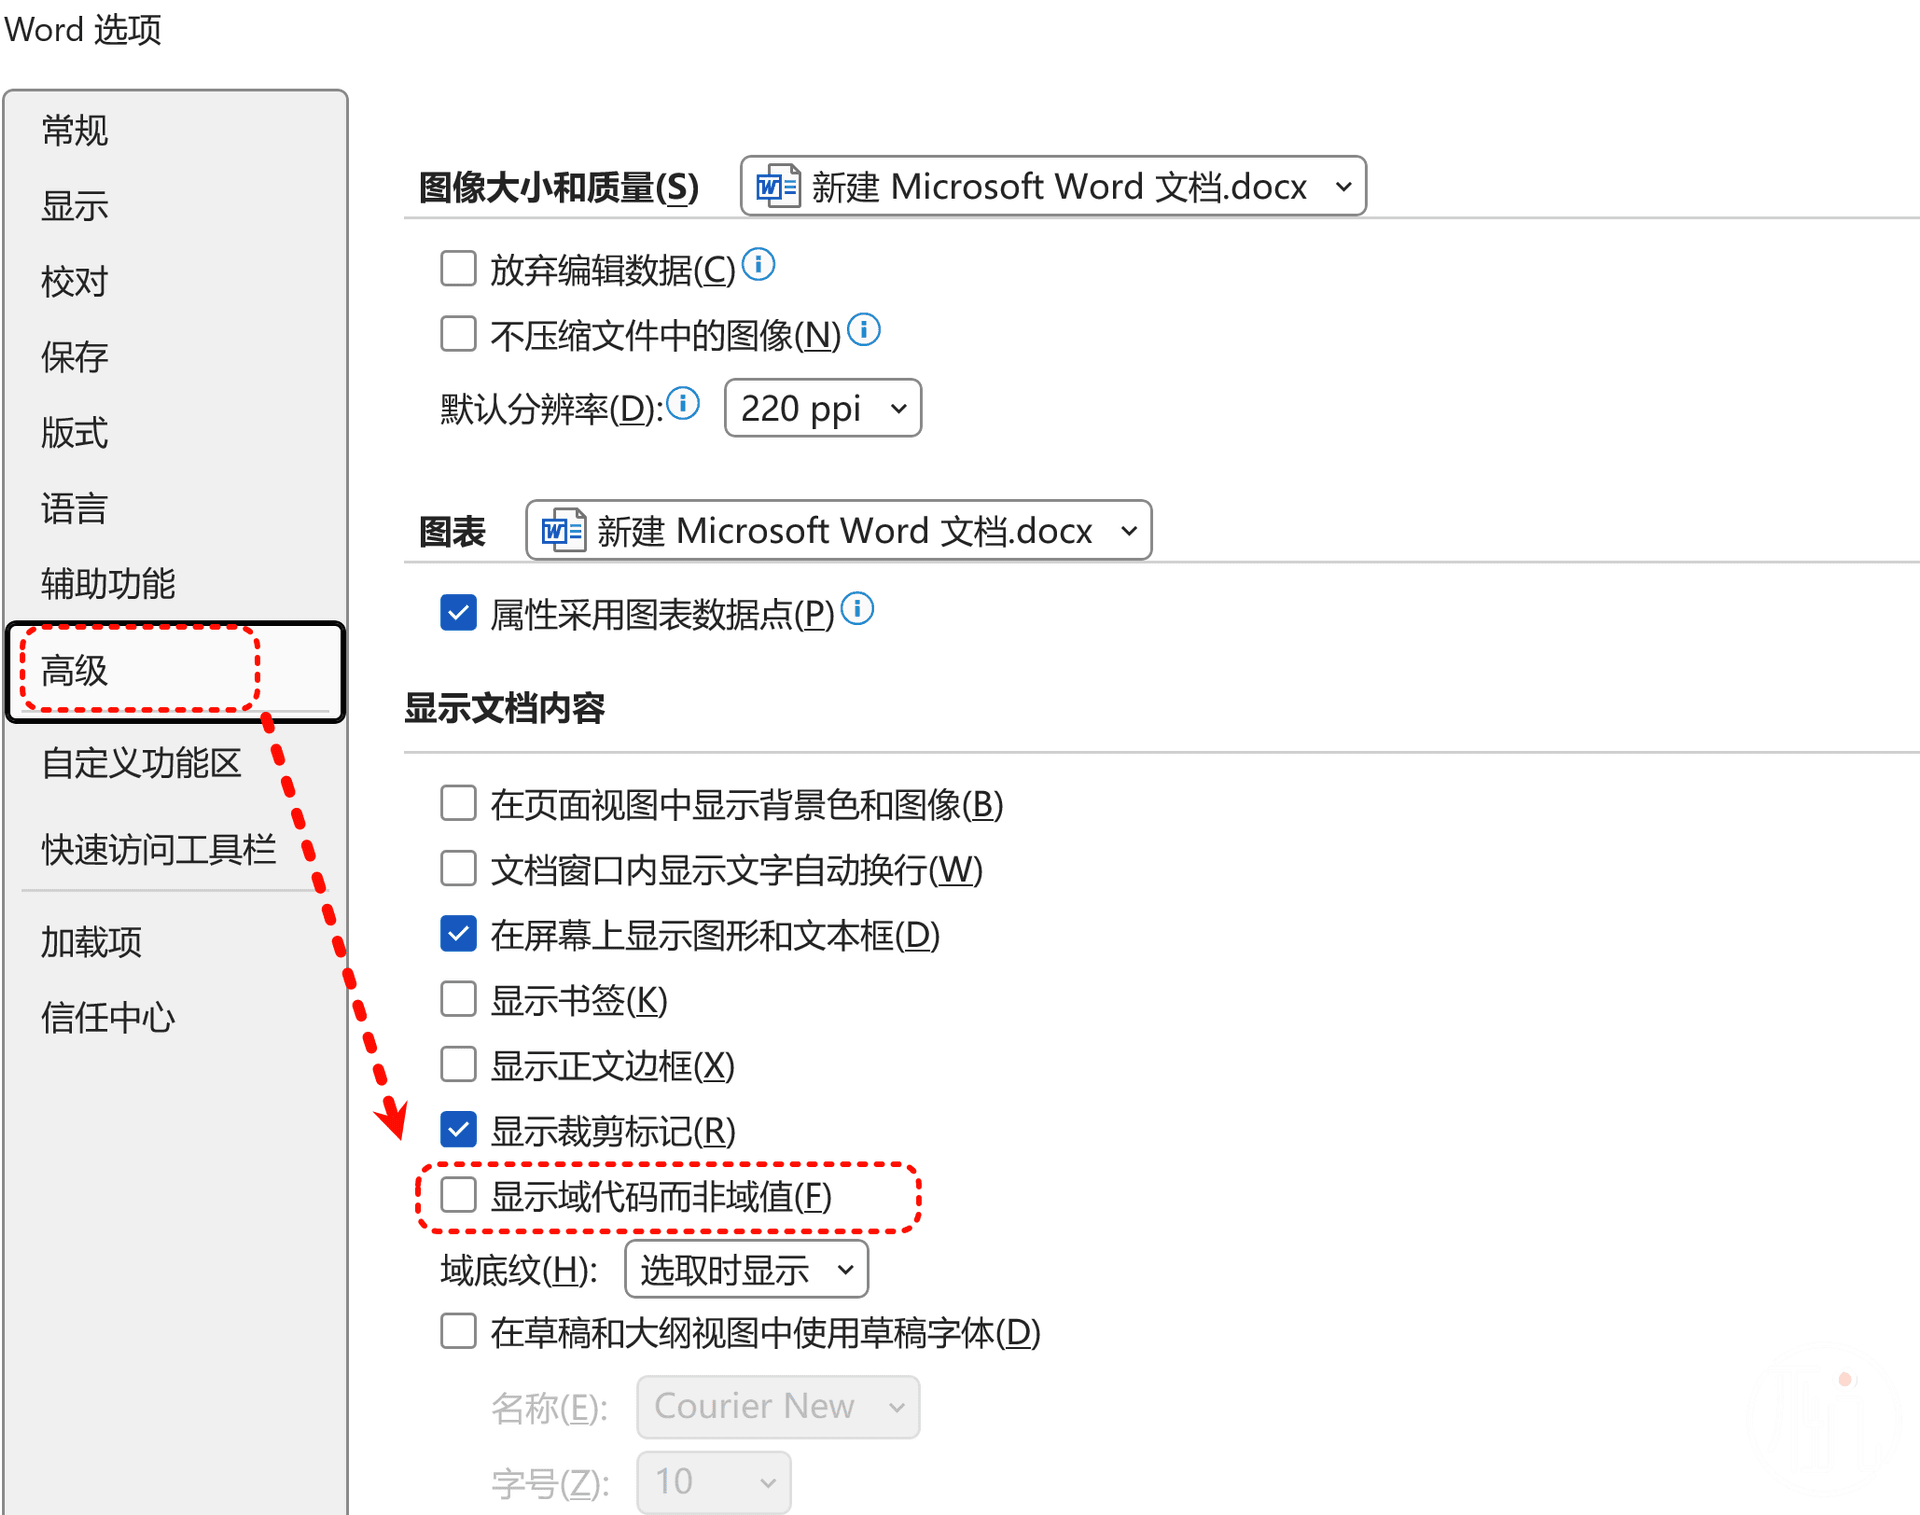 Word 选项
常规
显示
校对
保存
版式
语言
辅助功能
高级
自定义功能区
快速访问工具栏
加载项
信任中心
图像大小和质量(S) 新建 Microsoft Word 文档.docx
放弃编辑数据(C)
不压缩文件中的图像(N)
默认分辨率(D): 220 ppi
图表 新建 Microsoft Word 文档.docx
属性采用图表数据点(P)
显示文档内容
在页面视图中显示背景色和图像(B)
文档窗口内显示文字自动换行(W)
在屏幕上显示图形和文本框(D)
显示书签(K)
显示正文边框(X)
显示裁剪标记(R)
显示域代码而非域值(F)
域底纹(H): 选取时显示
在草稿和大纲视图中使用草稿字体(D)
名称(E): Courier New
字号(Z): 10